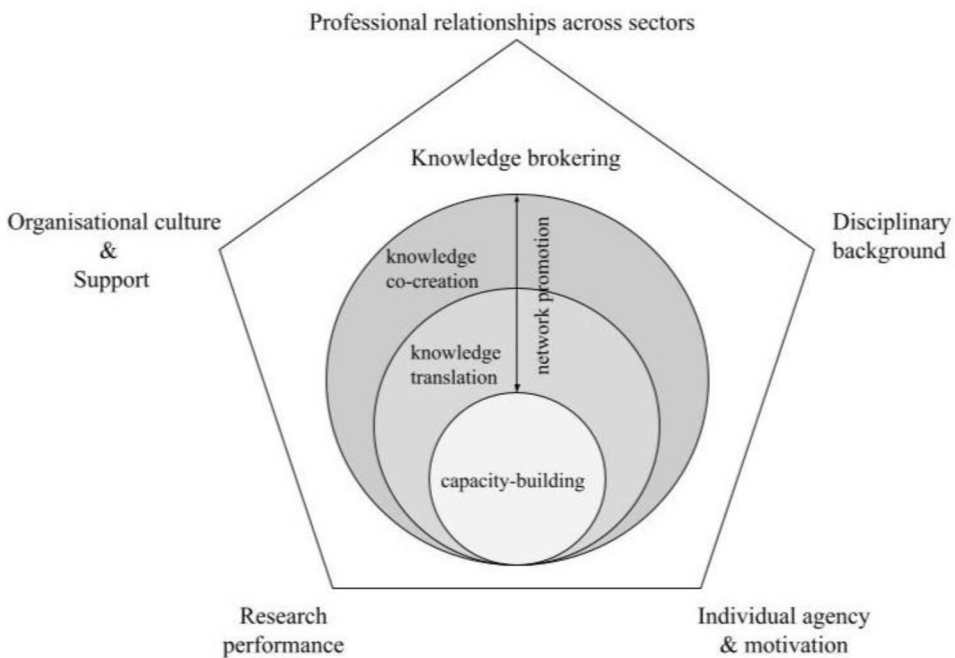 Professional relationships across sectors
Knowledge brokering
Organisational culture
&
Support
Disciplinary
background
knowledge
co-creation
network promotion
knowledge
translation
capacity-building
Research
performance
Individual agency
& motivation